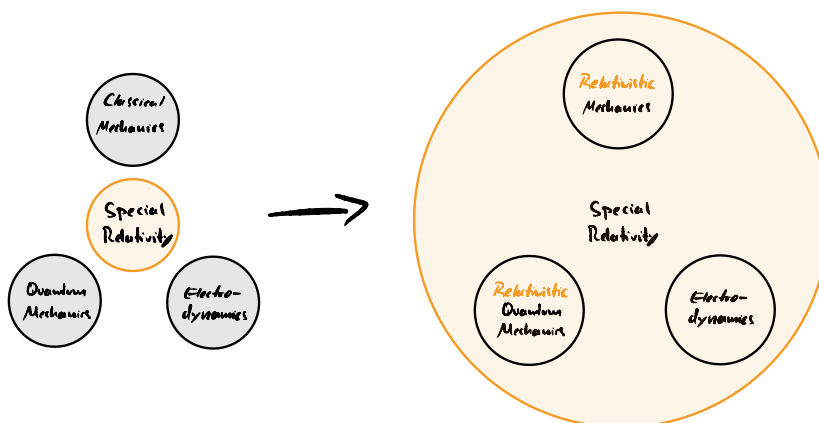 Classical
Mechanics
Special
Relativity
Quantum
Mechanics
Electro-
dynamics
Relativistic
Mechanics
Special
Relativity
Relativistic
Quantum
Mechanics
Electro-
dynamics